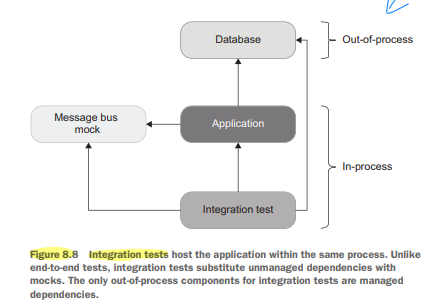 Database
Out-of-process
Message bus
mock
Application
In-process
Integration test
Figure 8.8 Integration tests host the application within the same process. Unlike
end-to-end tests, integration tests substitute unmanaged dependencies with
mocks. The only out-of-process components for integration tests are managed
dependencies.